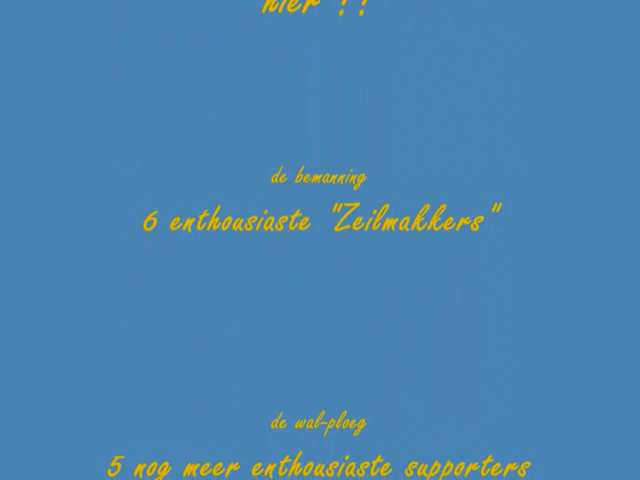 hier ??
de bemanning
6 enthousiaste "Zeilmakkers"
de wal-ploeg
5 nog meer enthousiaste supporters